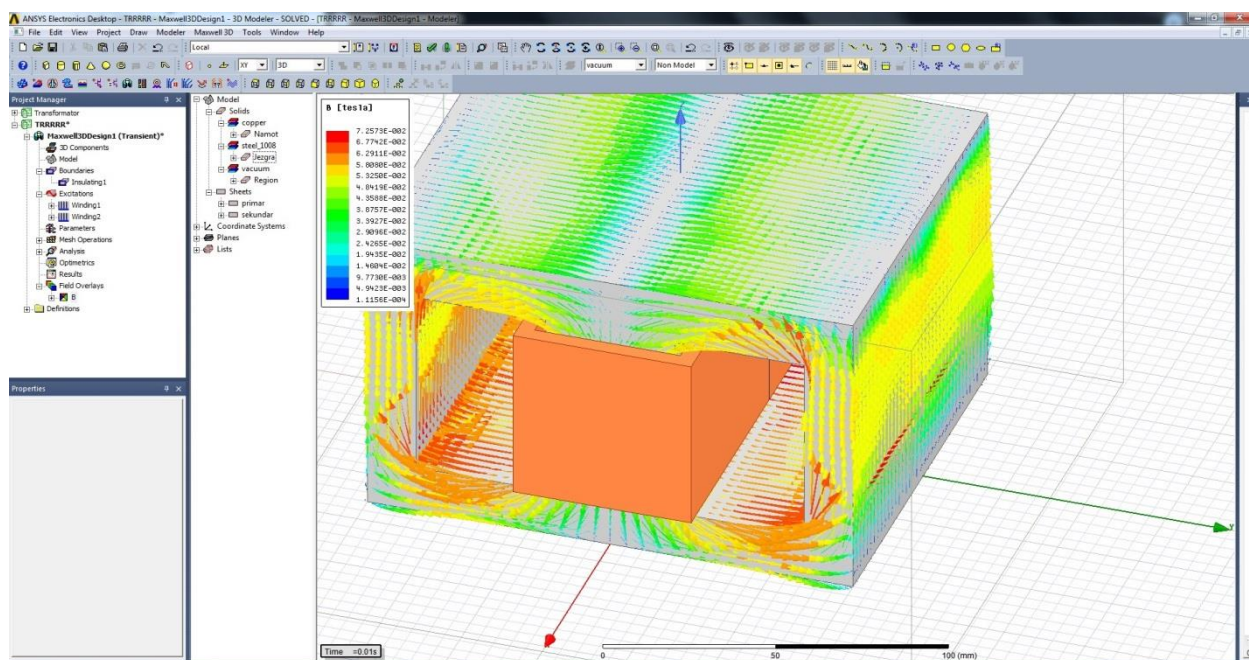 ANSYS Electronics Desktop - TRRRRR - Maxwell3DDesign1 - 3D Modeler - SOLVED - [TRRRRR - Maxwell3DDesign1 - Modeler]
File Edit View Project Draw Modeler Maxwell 3D Tools Window Help
Local
XY 3D vacuum Non Model
Project Manager
Transformator
TRRRRR*
Maxwell3DDesign1 (Transient)*
3D Components
Model
Boundaries
Insulating1
Excitations
Winding1
Winding2
Parameters
Mesh Operations
Analysis
Optimetrics
Results
Field Overlays
B
Definitions
Properties
Model
Solids
copper
Namot
steel_1008
Jezgra
vacuum
Region
Sheets
primar
sekundar
Coordinate Systems
Planes
Lists
B [tesla]
7.2573E-002
6.7742E-002
6.2911E-002
5.8080E-002
5.3250E-002
4.8419E-002
4.3588E-002
3.8757E-002
3.3927E-002
2.9096E-002
2.4265E-002
1.9435E-002
1.4604E-002
9.7730E-003
4.9423E-003
1.1156E-004
Y
Time =0.01s
0 50 100 (mm)